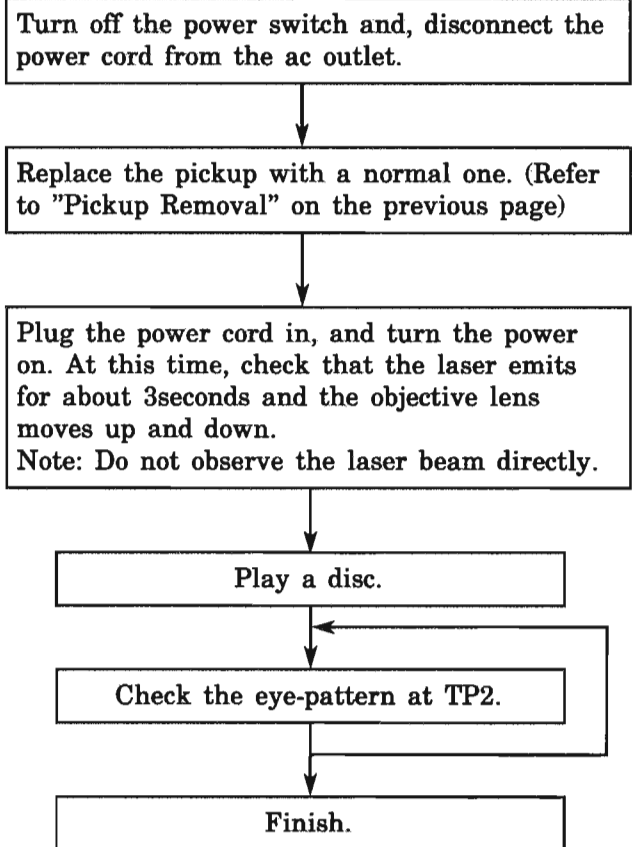 Turn off the power switch and, disconnect the
power cord from the ac outlet.
Replace the pickup with a normal one. (Refer
to ”Pickup Removal” on the previous page)
Plug the power cord in, and turn the power
on. At this time, check that the laser emits
for about 3seconds and the objective lens
moves up and down.
Note: Do not observe the laser beam directly.
Play a disc.
Check the eye-pattern at TP2.
Finish.